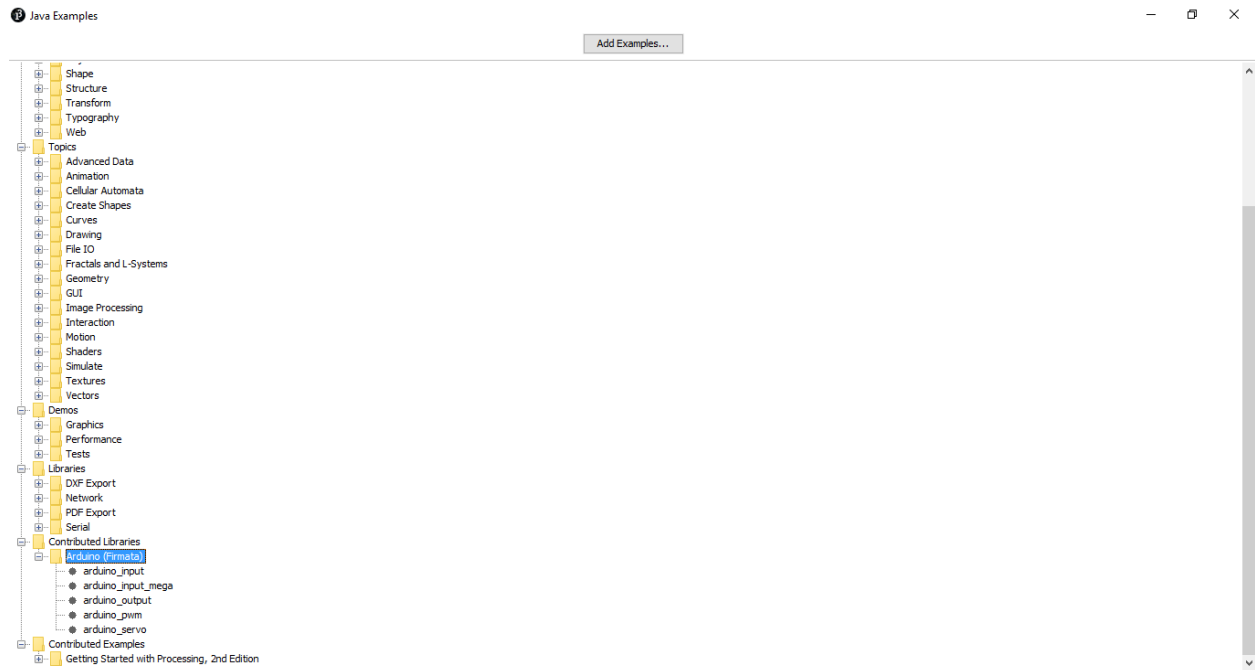 Java Examples
Add Examples...
Shape
Structure
Transform
Typography
Web
Topics
Advanced Data
Animation
Cellular Automata
Create Shapes
Curves
Drawing
File IO
Fractals and L-Systems
Geometry
GUI
Image Processing
Interaction
Motion
Shaders
Simulate
Textures
Vectors
Demos
Graphics
Performance
Tests
Libraries
DXF Export
Network
PDF Export
Serial
Contributed Libraries
Arduino (Firmata)
arduino_input
arduino_input_mega
arduino_output
arduino_pwm
arduino_servo
Contributed Examples
Getting Started with Processing, 2nd Edition